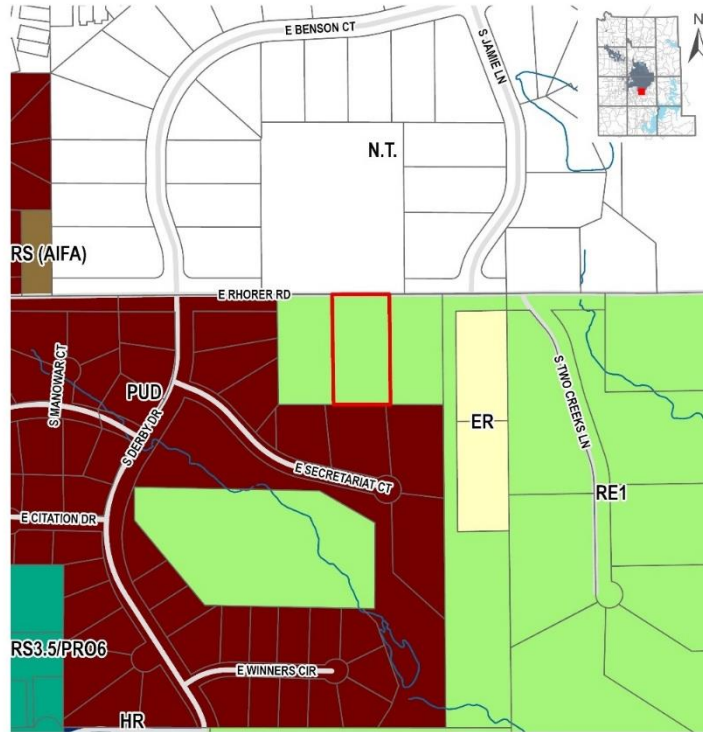 E BENSON CT
S JAMIE LN
N
N.T.
RS (AIFA)
E RHORER RD
S MANOWAR CT
PUD
S DERBY DR
S TWO CREEKS LN
ER
E SECRETARIAT CT
RE1
E CITATION DR
RS3.5/PRO6
E WINNERS CIR
HR